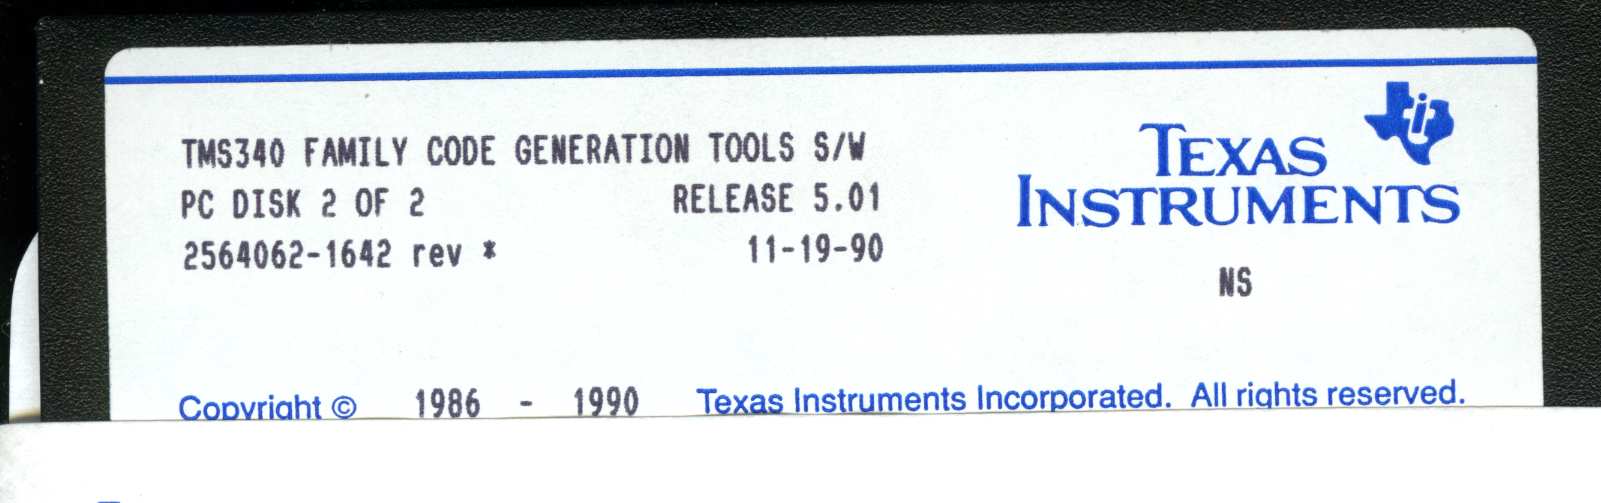 TMS340 FAMILY CODE GENERATION TOOLS S/W
PC DISK 2 OF 2 RELEASE 5.01
2564062-1642 rev * 11-19-90
TEXAS
INSTRUMENTS
NS
Copyright © 1986 - 1990 Texas Instruments Incorporated. All rights reserved.